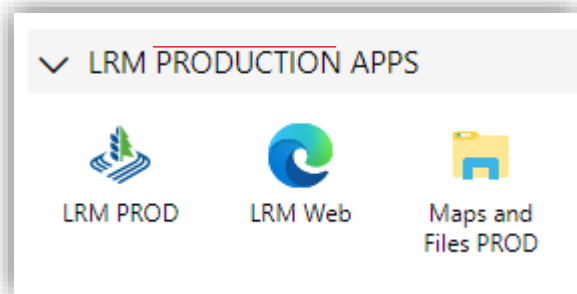 LRM PRODUCTION APPS
LRM PROD
LRM Web
Maps and
Files PROD